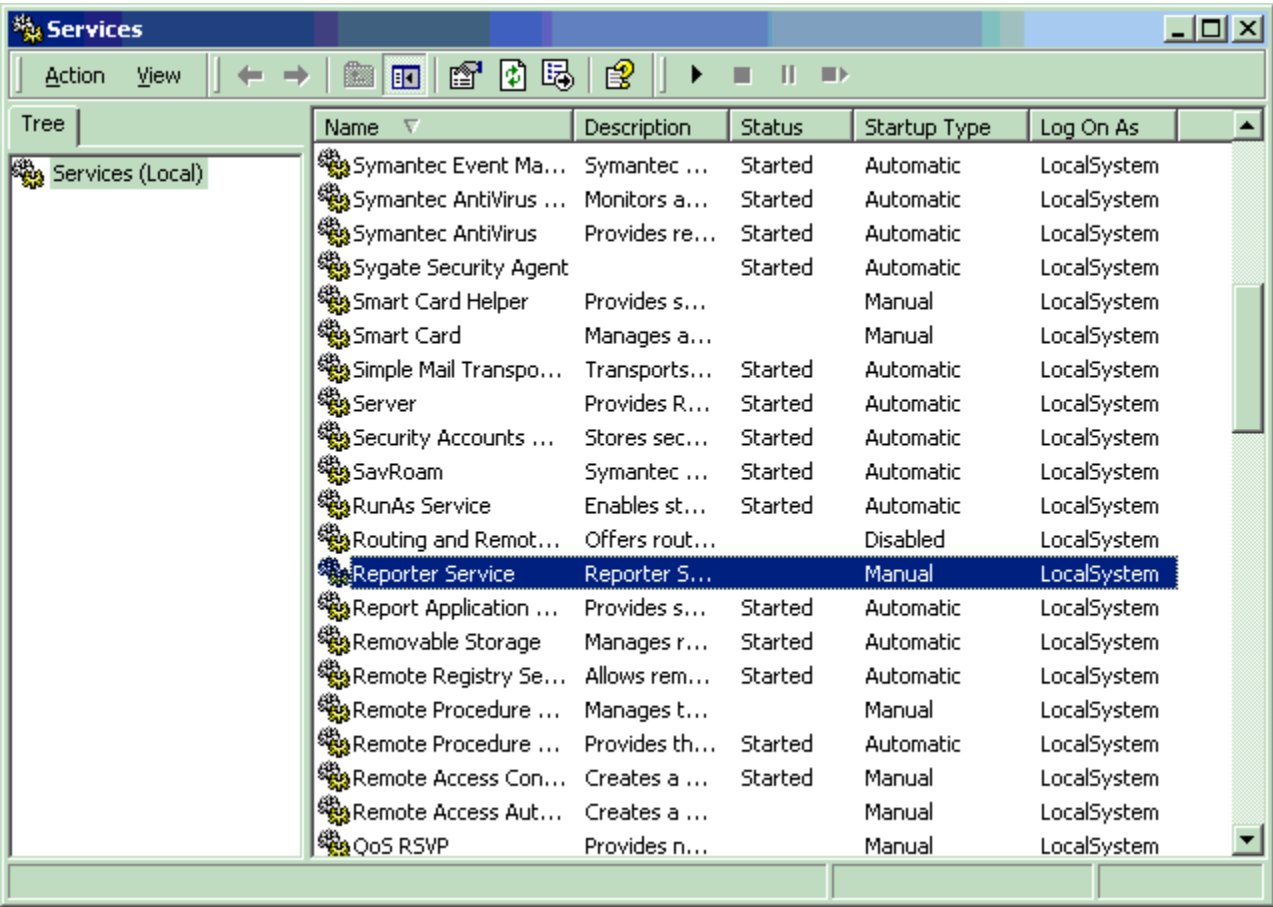 Services
Action View
Tree
Name Description Status Startup Type Log On As
Services (Local)
Symantec Event Ma... Symantec ... Started Automatic LocalSystem
Symantec AntiVirus ... Monitors a... Started Automatic LocalSystem
Symantec AntiVirus Provides re... Started Automatic LocalSystem
Sygate Security Agent Started Automatic LocalSystem
Smart Card Helper Provides s... Manual LocalSystem
Smart Card Manages a... Manual LocalSystem
Simple Mail Transpo... Transports... Started Automatic LocalSystem
Server Provides R... Started Automatic LocalSystem
Security Accounts ... Stores sec... Started Automatic LocalSystem
SavRoam Symantec ... Started Automatic LocalSystem
RunAs Service Enables st... Started Automatic LocalSystem
Routing and Remot... Offers rout... Disabled LocalSystem
Reporter Service Reporter S... Manual LocalSystem
Report Application ... Provides s... Started Automatic LocalSystem
Removable Storage Manages r... Started Automatic LocalSystem
Remote Registry Se... Allows rem... Started Automatic LocalSystem
Remote Procedure ... Manages t... Manual LocalSystem
Remote Procedure ... Provides th... Started Automatic LocalSystem
Remote Access Con... Creates a ... Started Manual LocalSystem
Remote Access Aut... Creates a ... Manual LocalSystem
QoS RSVP Provides n... Manual LocalSystem